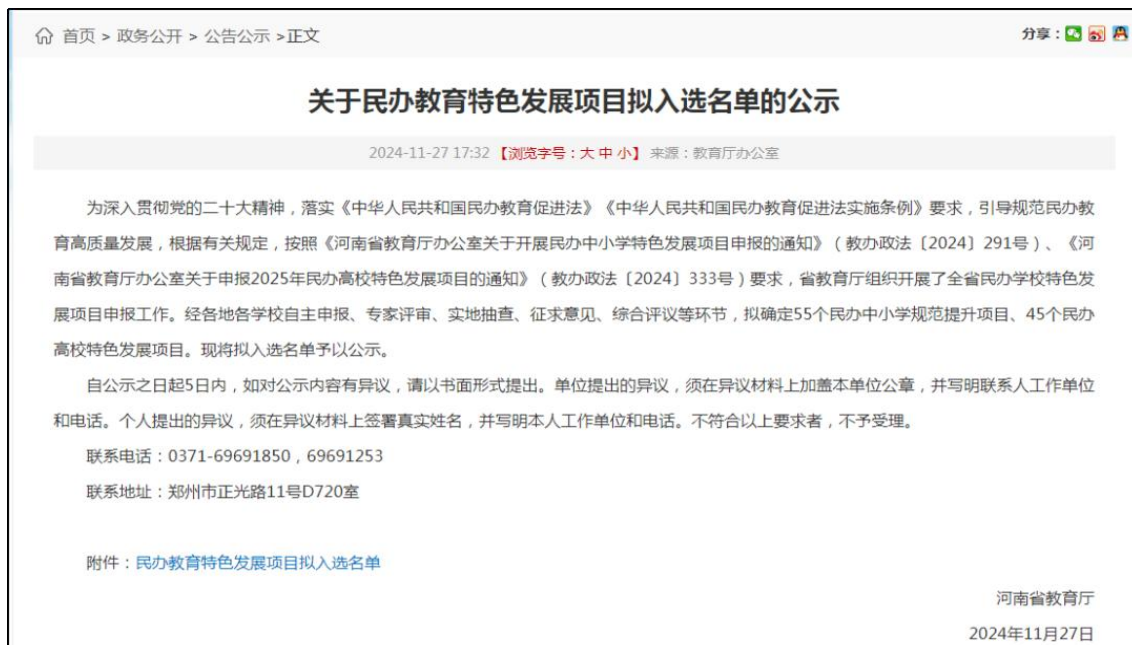 首页 > 政务公开 > 公告公示 >正文
分享：
关于民办教育特色发展项目拟入选名单的公示
2024-11-27 17:32 【浏览字号：大 中 小】 来源：教育厅办公室
为深入贯彻党的二十大精神，落实《中华人民共和国民办教育促进法》《中华人民共和国民办教育促进法实施条例》要求，引导规范民办教
育高质量发展，根据有关规定，按照《河南省教育厅办公室关于开展民办中小学特色发展项目申报的通知》（教办政法〔2024〕291号）、《河
南省教育厅办公室关于申报2025年民办高校特色发展项目的通知》（教办政法〔2024〕333号）要求，省教育厅组织开展了全省民办学校特色发
展项目申报工作。经各地各学校自主申报、专家评审、实地抽查、征求意见、综合评议等环节，拟确定55个民办中小学规范提升项目、45个民办
高校特色发展项目。现将拟入选名单予以公示。
自公示之日起5日内，如对公示内容有异议，请以书面形式提出。单位提出的异议，须在异议材料上加盖本单位公章，并写明联系人工作单位
和电话。个人提出的异议，须在异议材料上签署真实姓名，并写明本人工作单位和电话。不符合以上要求者，不予受理。
联系电话：0371-69691850，69691253
联系地址：郑州市正光路11号D720室
附件：民办教育特色发展项目拟入选名单
河南省教育厅
2024年11月27日